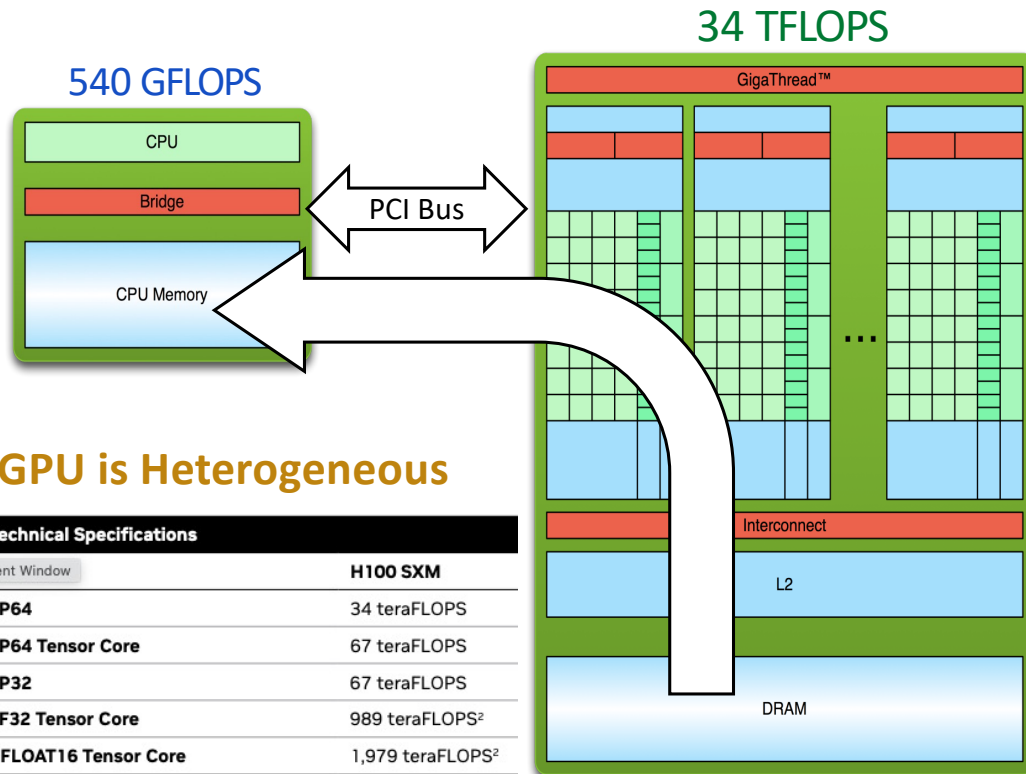 34 TFLOPS
540 GFLOPS
GigaThread™
CPU
Bridge
PCI Bus
CPU Memory
...
GPU is Heterogeneous
Interconnect
L2
DRAM
echnical Specifications
ent Window
H100 SXM
P64 34 teraFLOPS
P64 Tensor Core 67 teraFLOPS
P32 67 teraFLOPS
F32 Tensor Core 989 teraFLOPS²
FLOAT16 Tensor Core 1,979 teraFLOPS²